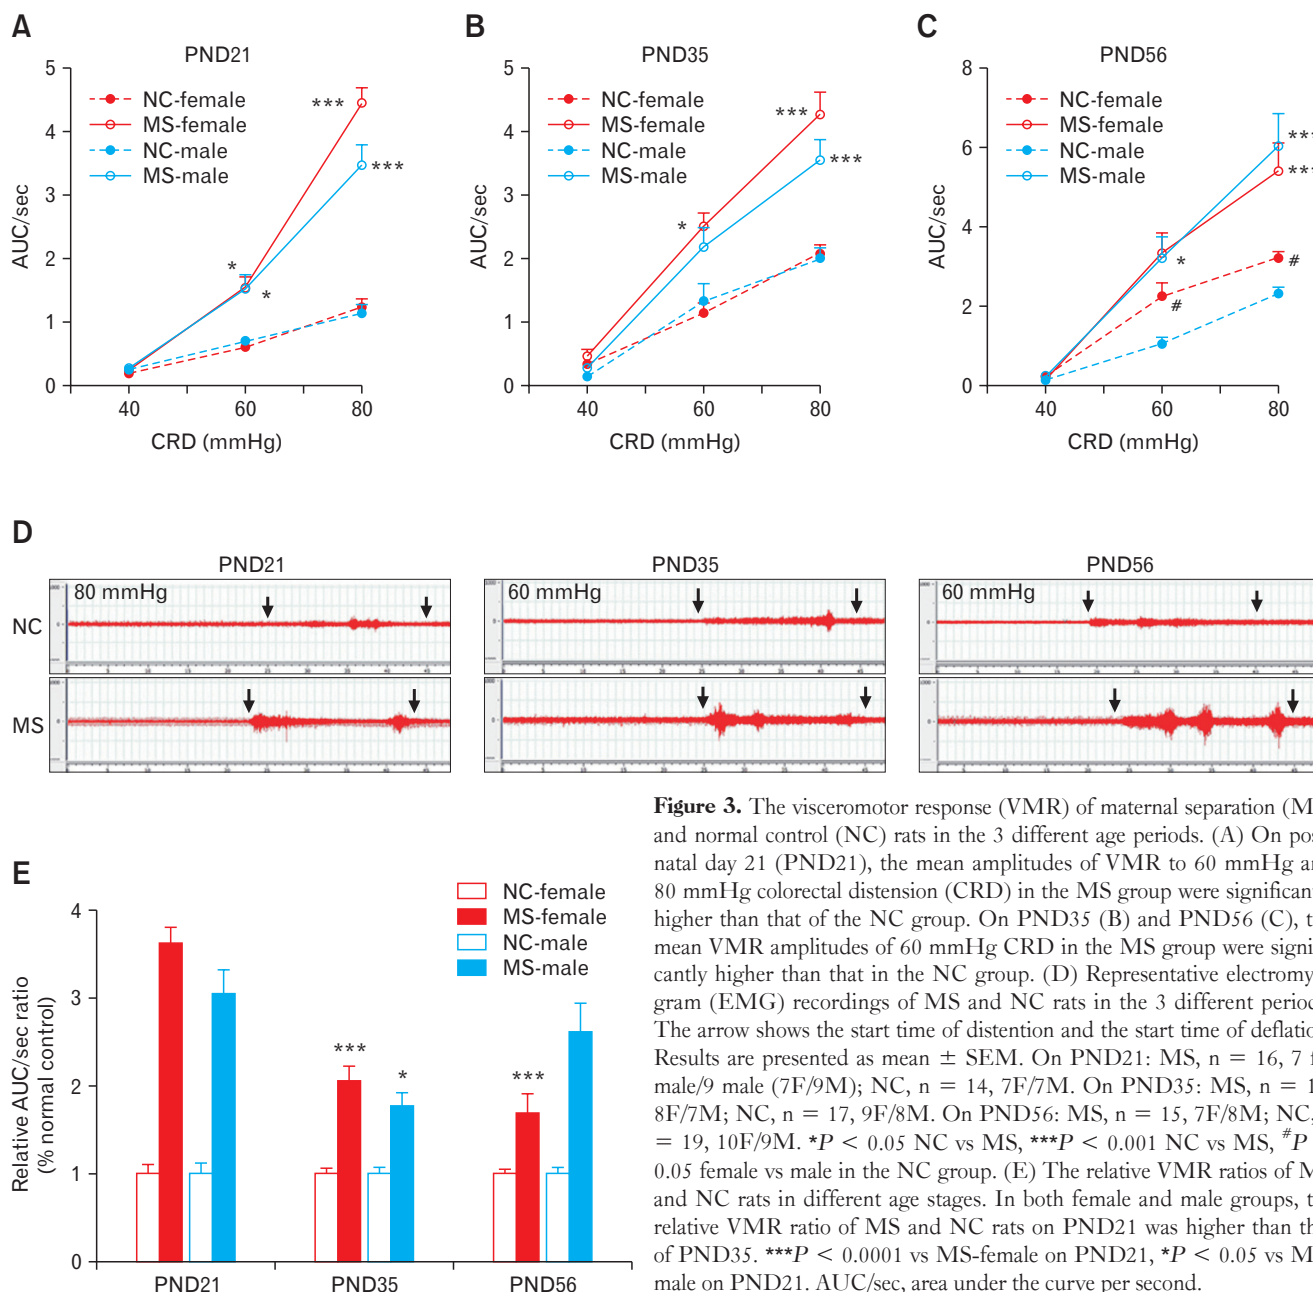 A
PND21
5
4
3
2
1
0
AUC/sec
NC-female
MS-female
NC-male
MS-male
***
***
*
*
40 60 80
CRD (mmHg)
B
PND35
5
4
3
2
1
0
AUC/sec
NC-female
MS-female
NC-male
MS-male
***
***
*
40 60 80
CRD (mmHg)
C
PND56
8
6
4
2
0
AUC/sec
NC-female
MS-female
NC-male
MS-male
***
***
*
#
#
40 60 80
CRD (mmHg)
D
PND21 PND35 PND56
80 mmHg 60 mmHg 60 mmHg
NC
MS
E
NC-female
MS-female
NC-male
MS-male
4
3
2
1
0
Relative AUC/sec ratio
(% normal control)
***
*
***
PND21 PND35 PND56
Figure 3. The visceromotor response (VMR) of maternal separation (M
and normal control (NC) rats in the 3 different age periods. (A) On pos
natal day 21 (PND21), the mean amplitudes of VMR to 60 mmHg an
80 mmHg colorectal distension (CRD) in the MS group were significant
higher than that of the NC group. On PND35 (B) and PND56 (C), t
mean VMR amplitudes of 60 mmHg CRD in the MS group were signi
cantly higher than that in the NC group. (D) Representative electromy
gram (EMG) recordings of MS and NC rats in the 3 different period
The arrow shows the start time of distention and the start time of deflatio
Results are presented as mean ± SEM. On PND21: MS, n = 16, 7 f
male/9 male (7F/9M); NC, n = 14, 7F/7M. On PND35: MS, n = 1
8F/7M; NC, n = 17, 9F/8M. On PND56: MS, n = 15, 7F/8M; NC,
= 19, 10F/9M. *P < 0.05 NC vs MS, ***P < 0.001 NC vs MS, #P
0.05 female vs male in the NC group. (E) The relative VMR ratios of M
and NC rats in different age stages. In both female and male groups, t
relative VMR ratio of MS and NC rats on PND21 was higher than th
of PND35. ***P < 0.0001 vs MS-female on PND21, *P < 0.05 vs M
male on PND21. AUC/sec, area under the curve per second.